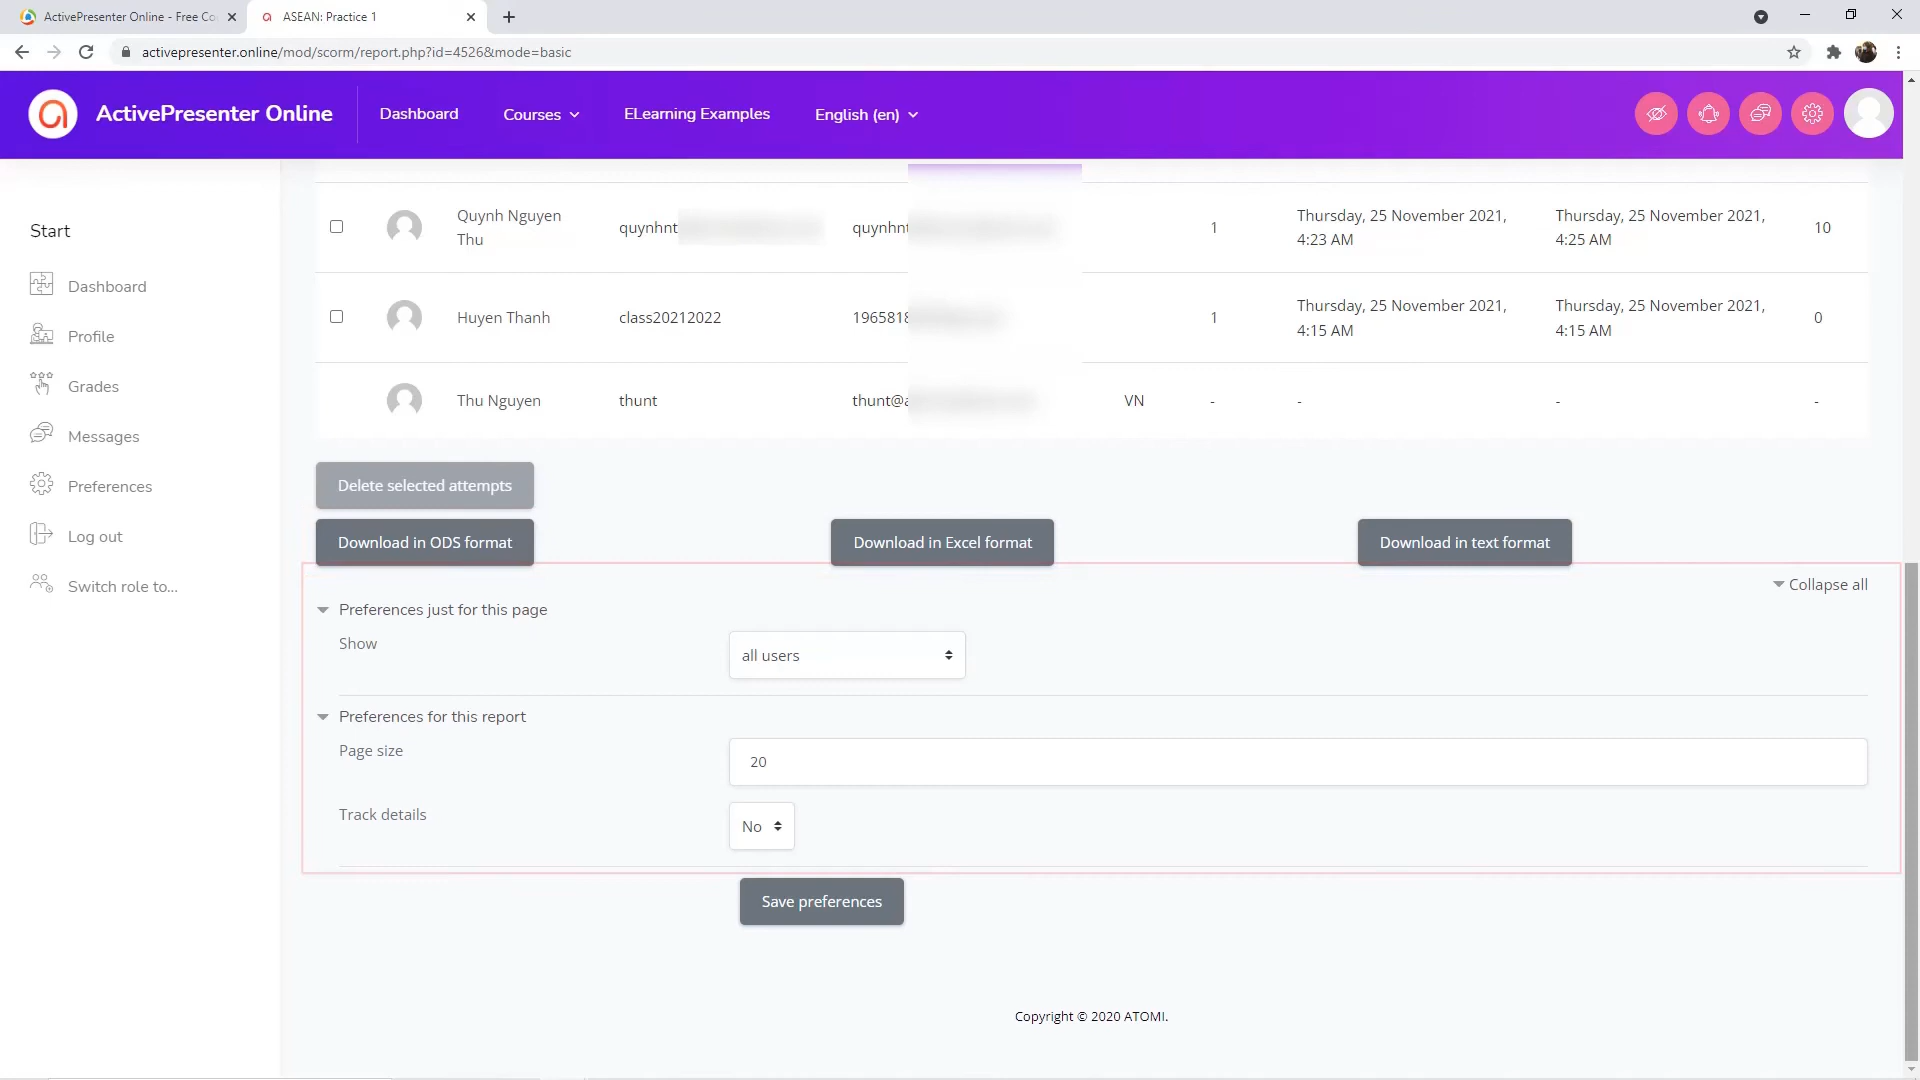 ActivePresenter Online - Free Co
ASEAN: Practice 1
activepresenter.online/mod/scorm/report.php?id=4526&mode=basic
ActivePresenter Online
Dashboard
Courses
ELearning Examples
English (en)
Start
Dashboard
Profile
Grades
Messages
Preferences
Log out
Switch role to...
Quynh Nguyen
Thu
quynhnt
quynhnt
1
Thursday, 25 November 2021,
4:23 AM
Thursday, 25 November 2021,
4:25 AM
10
Huyen Thanh
class20212022
1965818
1
Thursday, 25 November 2021,
4:15 AM
Thursday, 25 November 2021,
4:15 AM
0
Thu Nguyen
thunt
thunt@a
VN
-
-
-
-
Delete selected attempts
Download in ODS format
Download in Excel format
Download in text format
Collapse all
Preferences just for this page
Show
all users
Preferences for this report
Page size
20
Track details
No
Save preferences
Copyright © 2020 ATOMI.